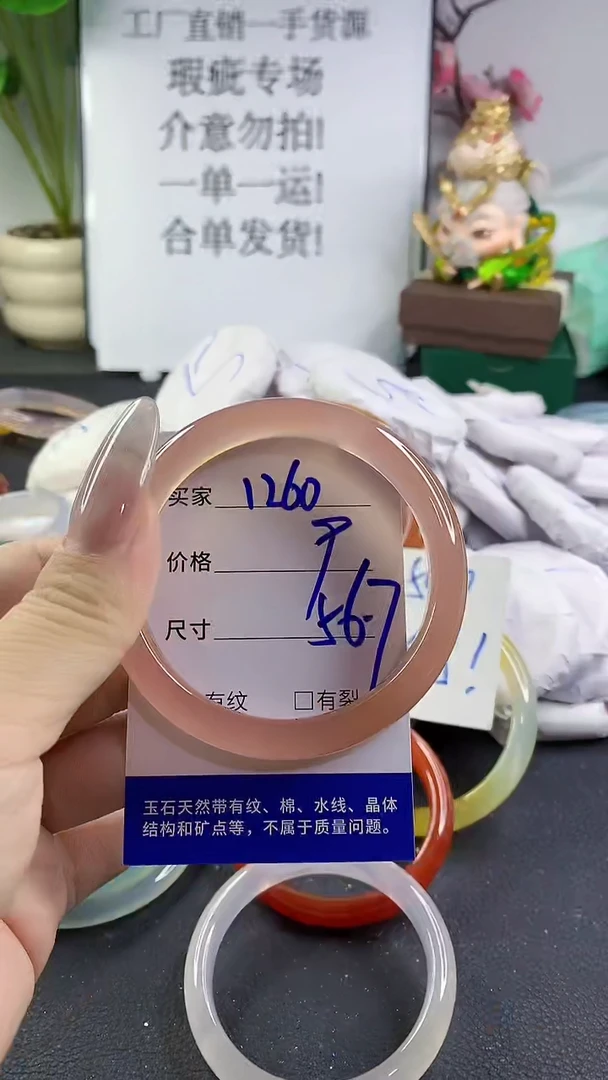 工厂直销一手货源
瑕疵专场
介意勿拍!
一单一运!
合单发货!
买家 1260
价格
尺寸 56.7
有纹 □有裂
玉石天然带有纹、棉、水线、晶体
结构和矿点等，不属于质量问题。